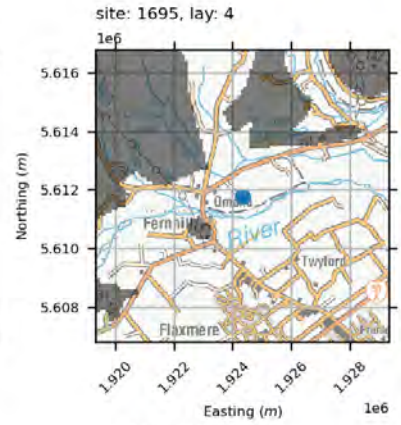 site: 1695, lay: 4
1e6
5.616
5.614
5.612
5.610
5.608
Northing (m)
Fernhill
River
Twyford
Flaxmere
1.920
1.922
1.924
1.926
1.928
Easting (m)
1e6